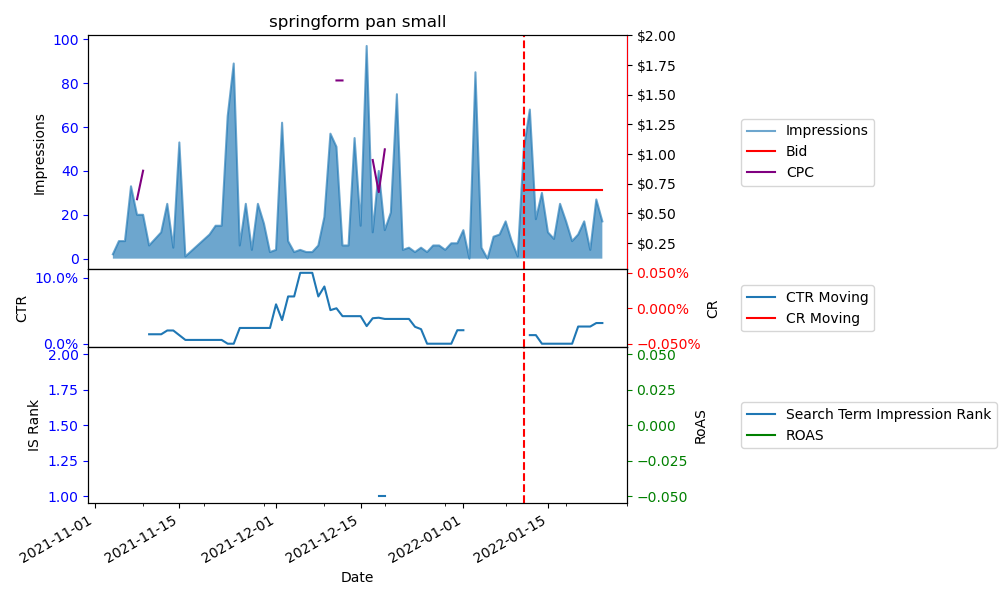 springform pan small
Impressions
100
80
60
40
20
0
$2.00
$1.75
$1.50
$1.25
$1.00
$0.75
$0.50
$0.25
Impressions
Bid
CPC
CTR
10.0%
0.0%
0.050%
0.000%
−0.050%
CR
CTR Moving
CR Moving
IS Rank
2.00
1.75
1.50
1.25
1.00
0.050
0.025
0.000
−0.025
−0.050
RoAS
Search Term Impression Rank
ROAS
2021-11-01
2021-11-15
2021-12-01
2021-12-15
2022-01-01
2022-01-15
Date